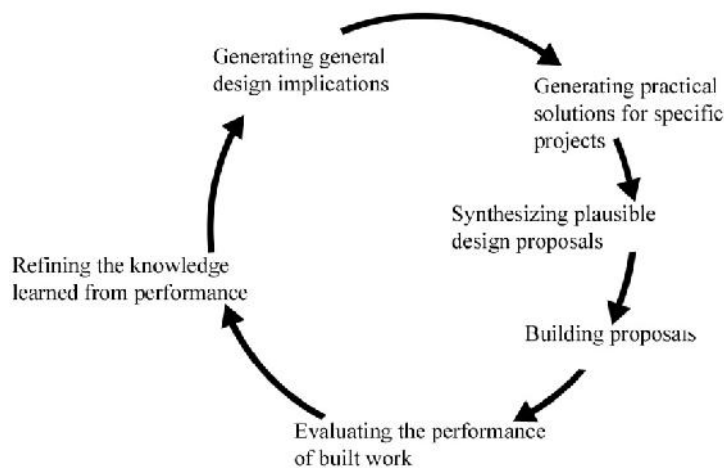 Generating general
design implications
Generating practical
solutions for specific
projects
Synthesizing plausible
design proposals
Building proposals
Evaluating the performance
of built work
Refining the knowledge
learned from performance